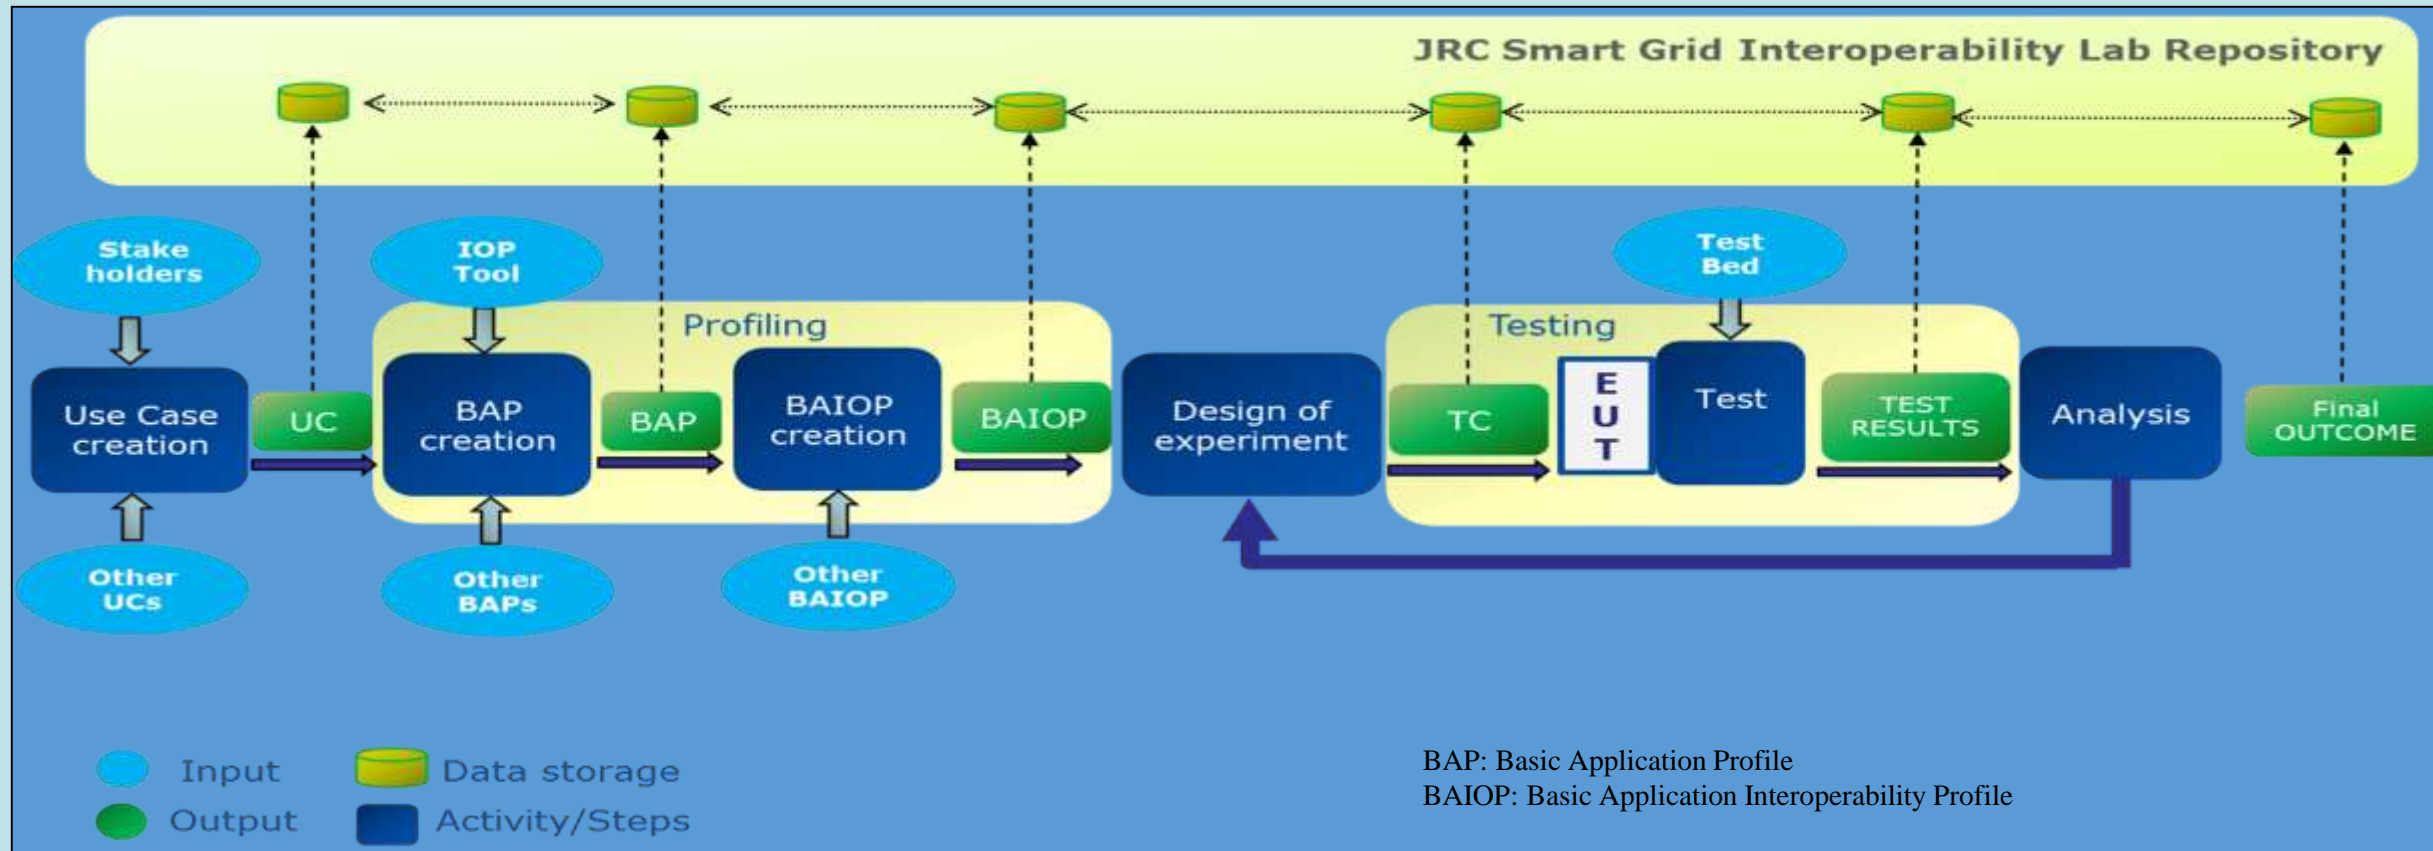 JRC Smart Grid Interoperability Lab Repository
Stake
holders
IOP
Tool
Test
Bed
Profiling
Testing
Use Case
creation
UC
BAP
creation
BAP
BAIOP
creation
BAIOP
Design of
experiment
TC
E
U
T
Test
TEST
RESULTS
Analysis
Final
OUTCOME
Other
UCs
Other
BAPs
Other
BAIOP
Input
Data storage
Output
Activity/Steps
BAP: Basic Application Profile
BAIOP: Basic Application Interoperability Profile